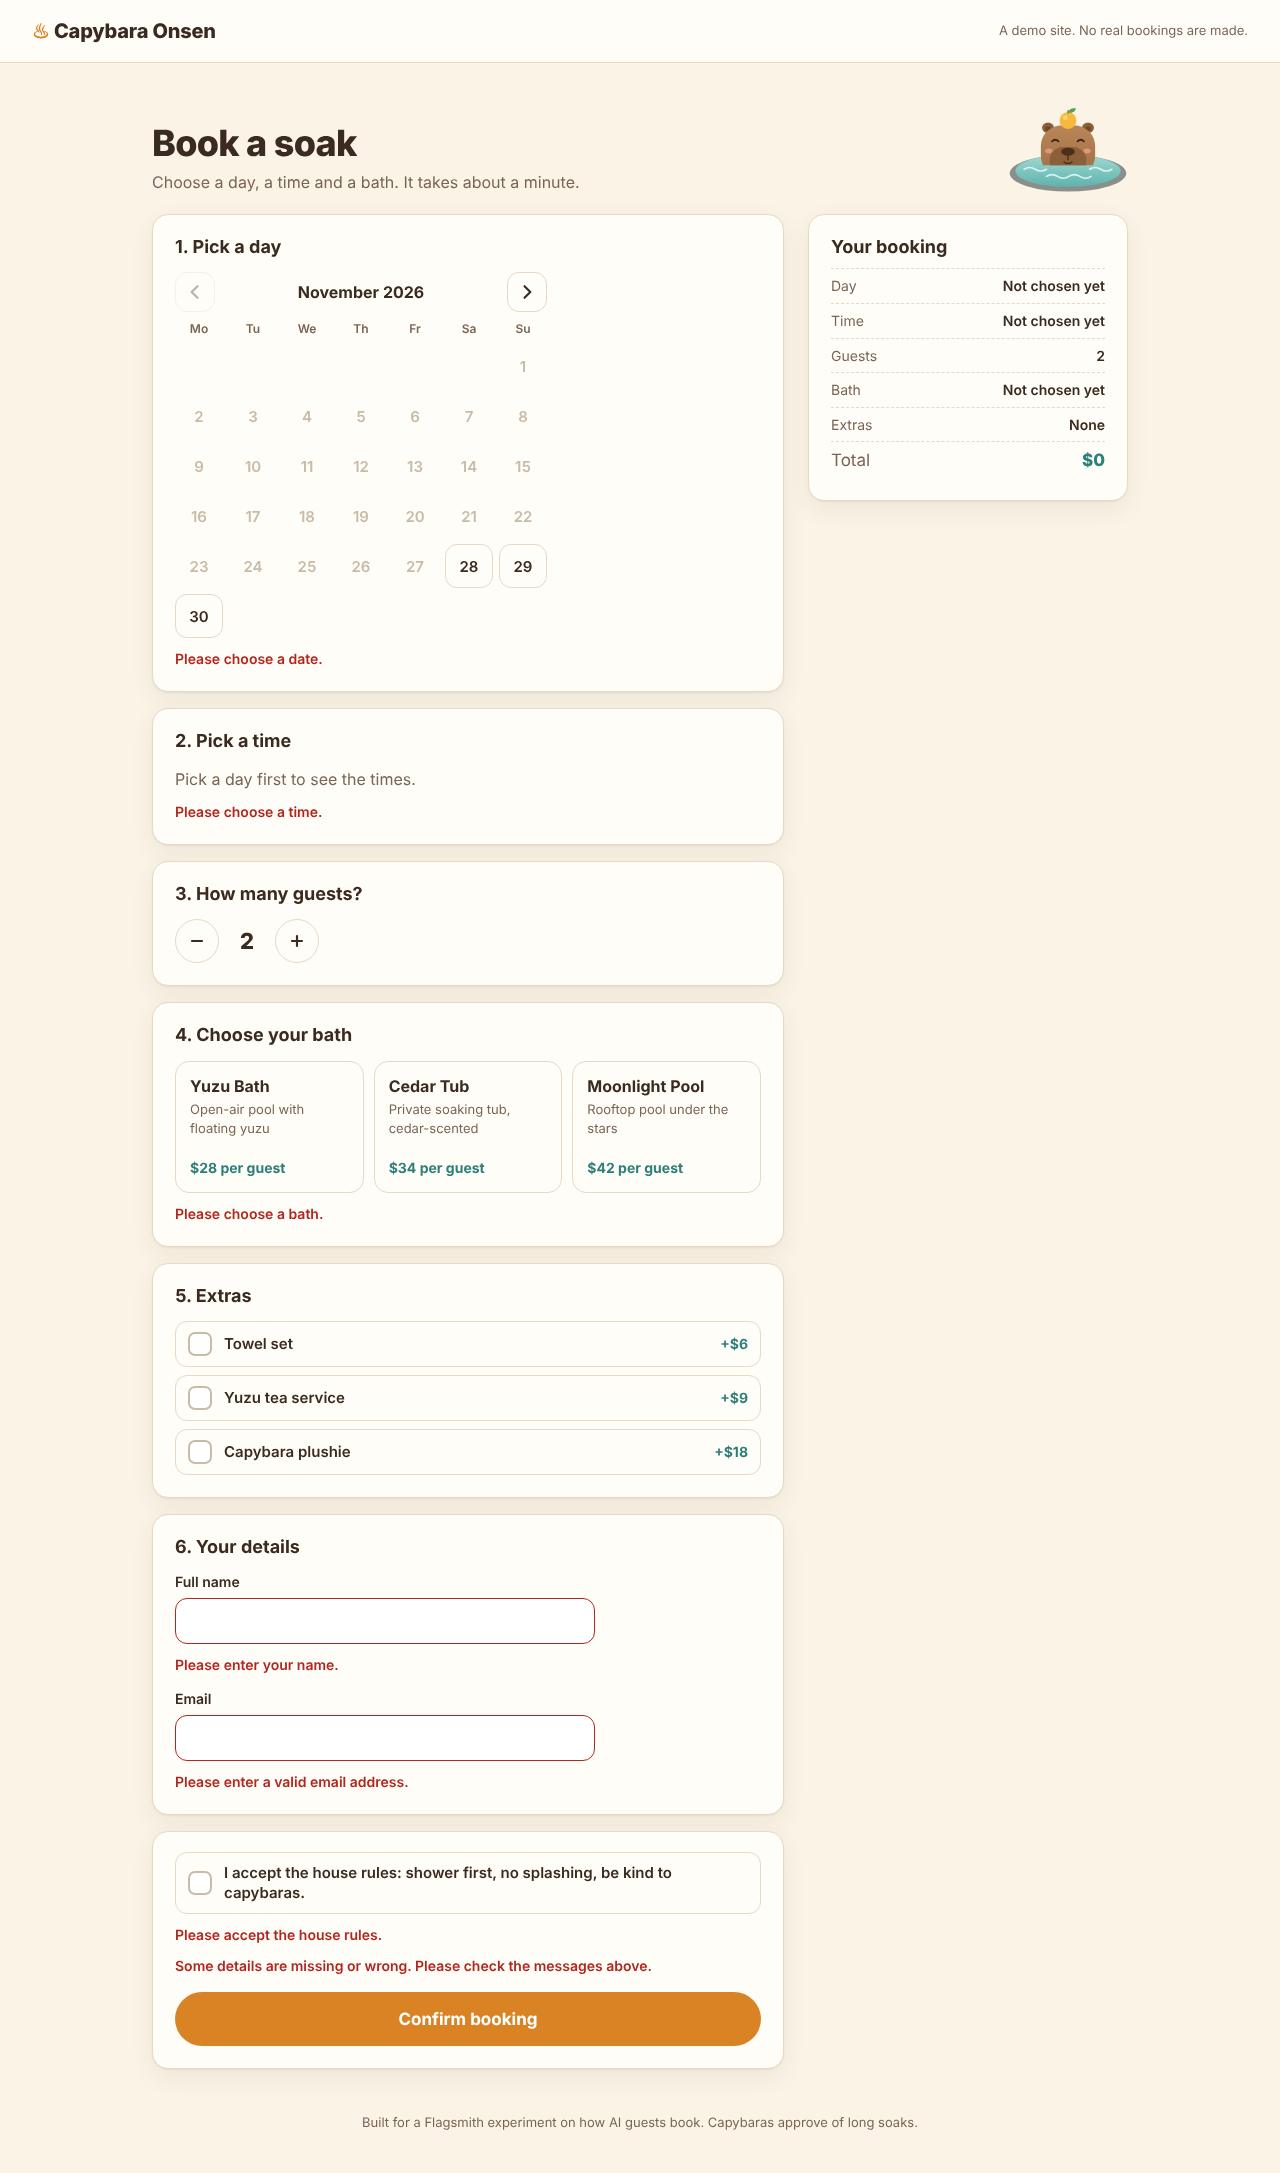 ♨ Capybara Onsen
A demo site. No real bookings are made.
Book a soak
Choose a day, a time and a bath. It takes about a minute.
1. Pick a day
November 2026
Mo Tu We Th Fr Sa Su
1
2 3 4 5 6 7 8
9 10 11 12 13 14 15
16 17 18 19 20 21 22
23 24 25 26 27 28 29
30
Please choose a date.
2. Pick a time
Pick a day first to see the times.
Please choose a time.
3. How many guests?
− 2 +
4. Choose your bath
Yuzu Bath
Open-air pool with
floating yuzu
$28 per guest
Cedar Tub
Private soaking tub,
cedar-scented
$34 per guest
Moonlight Pool
Rooftop pool under the
stars
$42 per guest
Please choose a bath.
5. Extras
Towel set +$6
Yuzu tea service +$9
Capybara plushie +$18
6. Your details
Full name
Please enter your name.
Email
Please enter a valid email address.
I accept the house rules: shower first, no splashing, be kind to
capybaras.
Please accept the house rules.
Some details are missing or wrong. Please check the messages above.
Confirm booking
Your booking
Day Not chosen yet
Time Not chosen yet
Guests 2
Bath Not chosen yet
Extras None
Total $0
Built for a Flagsmith experiment on how AI guests book. Capybaras approve of long soaks.